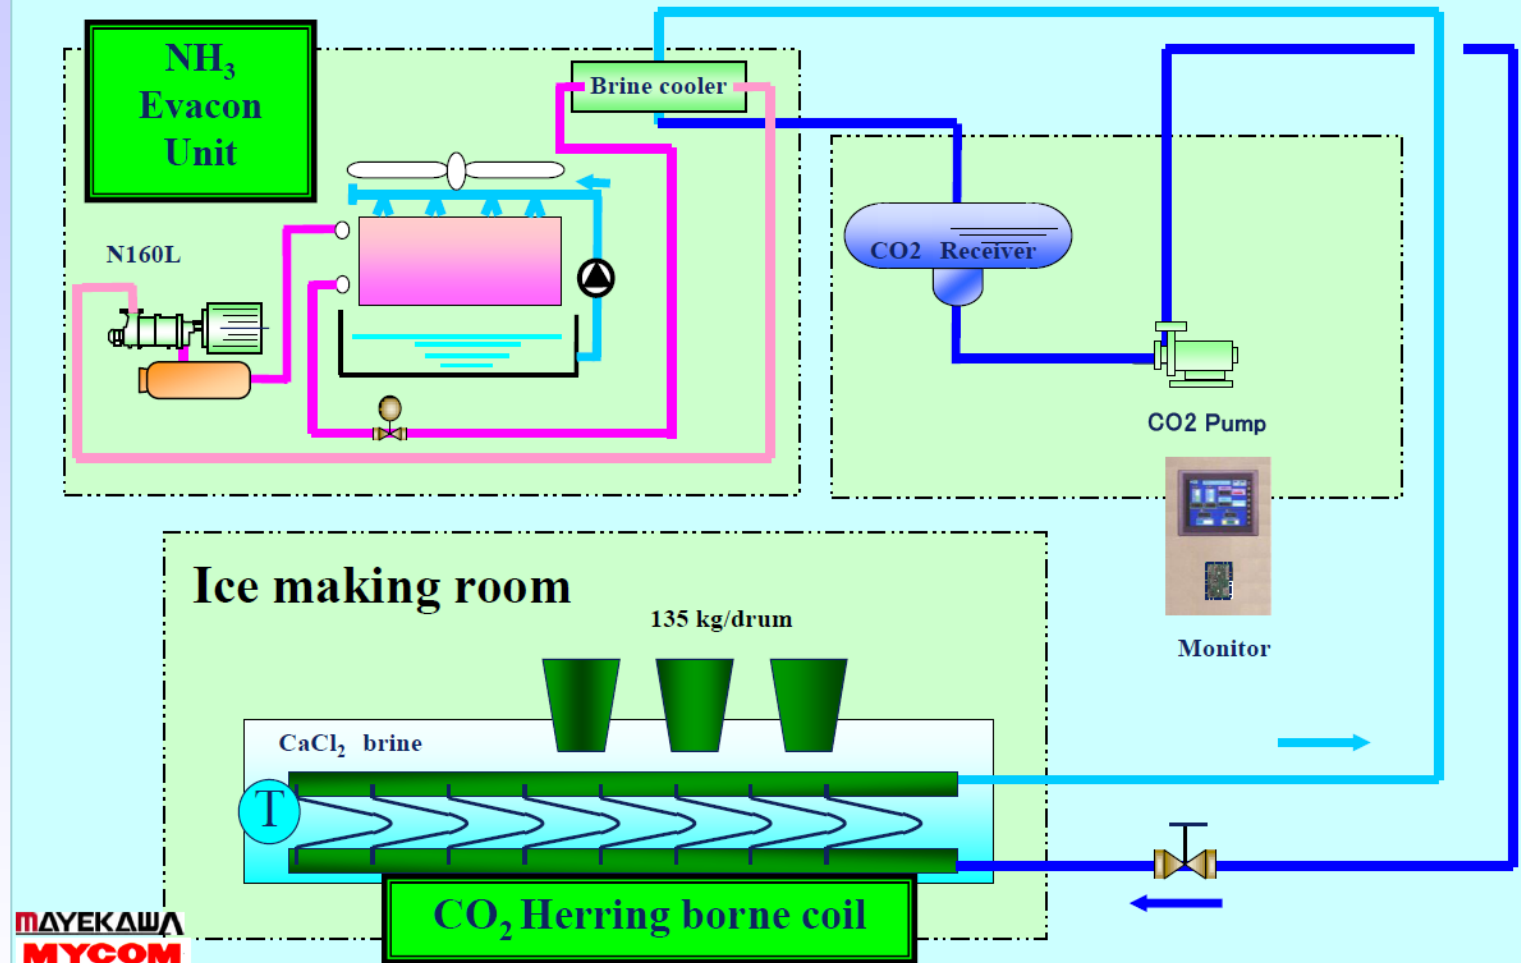 NH₃
Evacon
Unit
Brine cooler
N160L
CO2 Receiver
CO2 Pump
Ice making room
135 kg/drum
Monitor
CaCl₂ brine
T
CO₂ Herring borne coil
MAYEKAWA
MYCOM